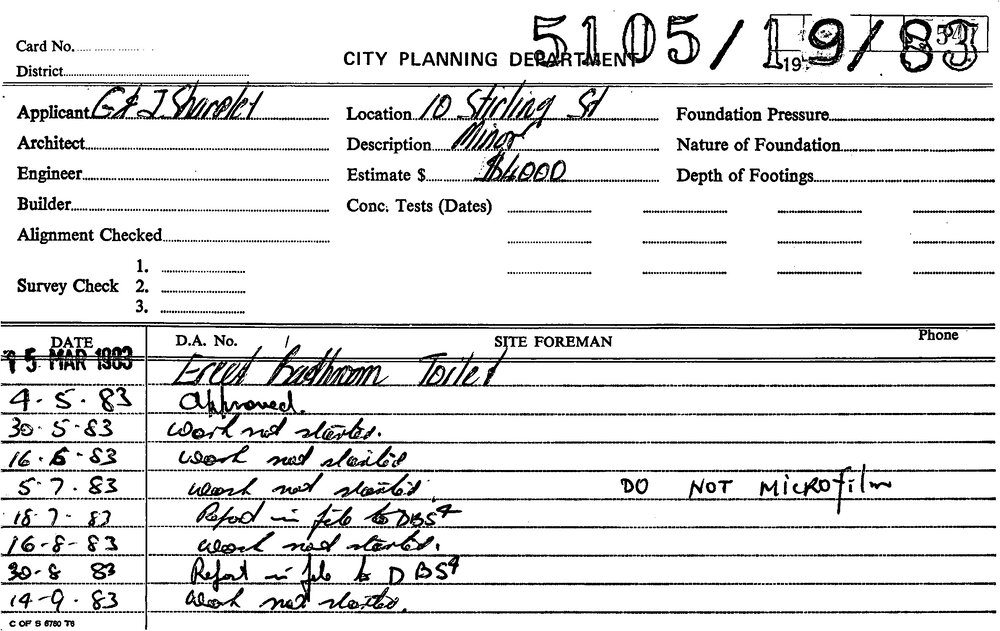 5105/19/83
Card No.
CITY PLANNING DEPARTMENT 19
District
Applicant G & J Location 10 Stirling St Foundation Pressure
Architect Description Minor Nature of Foundation
Engineer Estimate $ $4000 Depth of Footings
Builder Conc. Tests (Dates)
Alignment Checked
1.
Survey Check 2.
3.
DATE D.A. No. SITE FOREMAN Phone
15 MAR 1983 Erect Bathroom Toilet
4-5-83 Approved.
30-5-83 Work not started.
16-6-83 Work not started
5-7-83 Work not started. DO NOT MICROfilm
18-7-83 Report in file to DBS4
16-8-83 Work not started.
30-8 83 Report in file to DBS4
14-9-83 Work not started.
C OF S 6780 T6